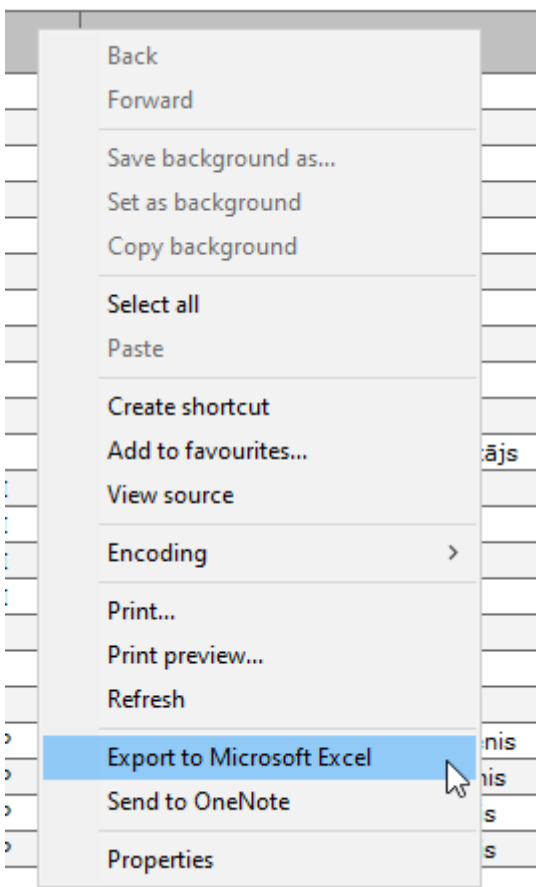 Back
Forward
Save background as...
Set as background
Copy background
Select all
Paste
Create shortcut
Add to favourites...
View source
Encoding
Print...
Print preview...
Refresh
Export to Microsoft Excel
Send to OneNote
Properties